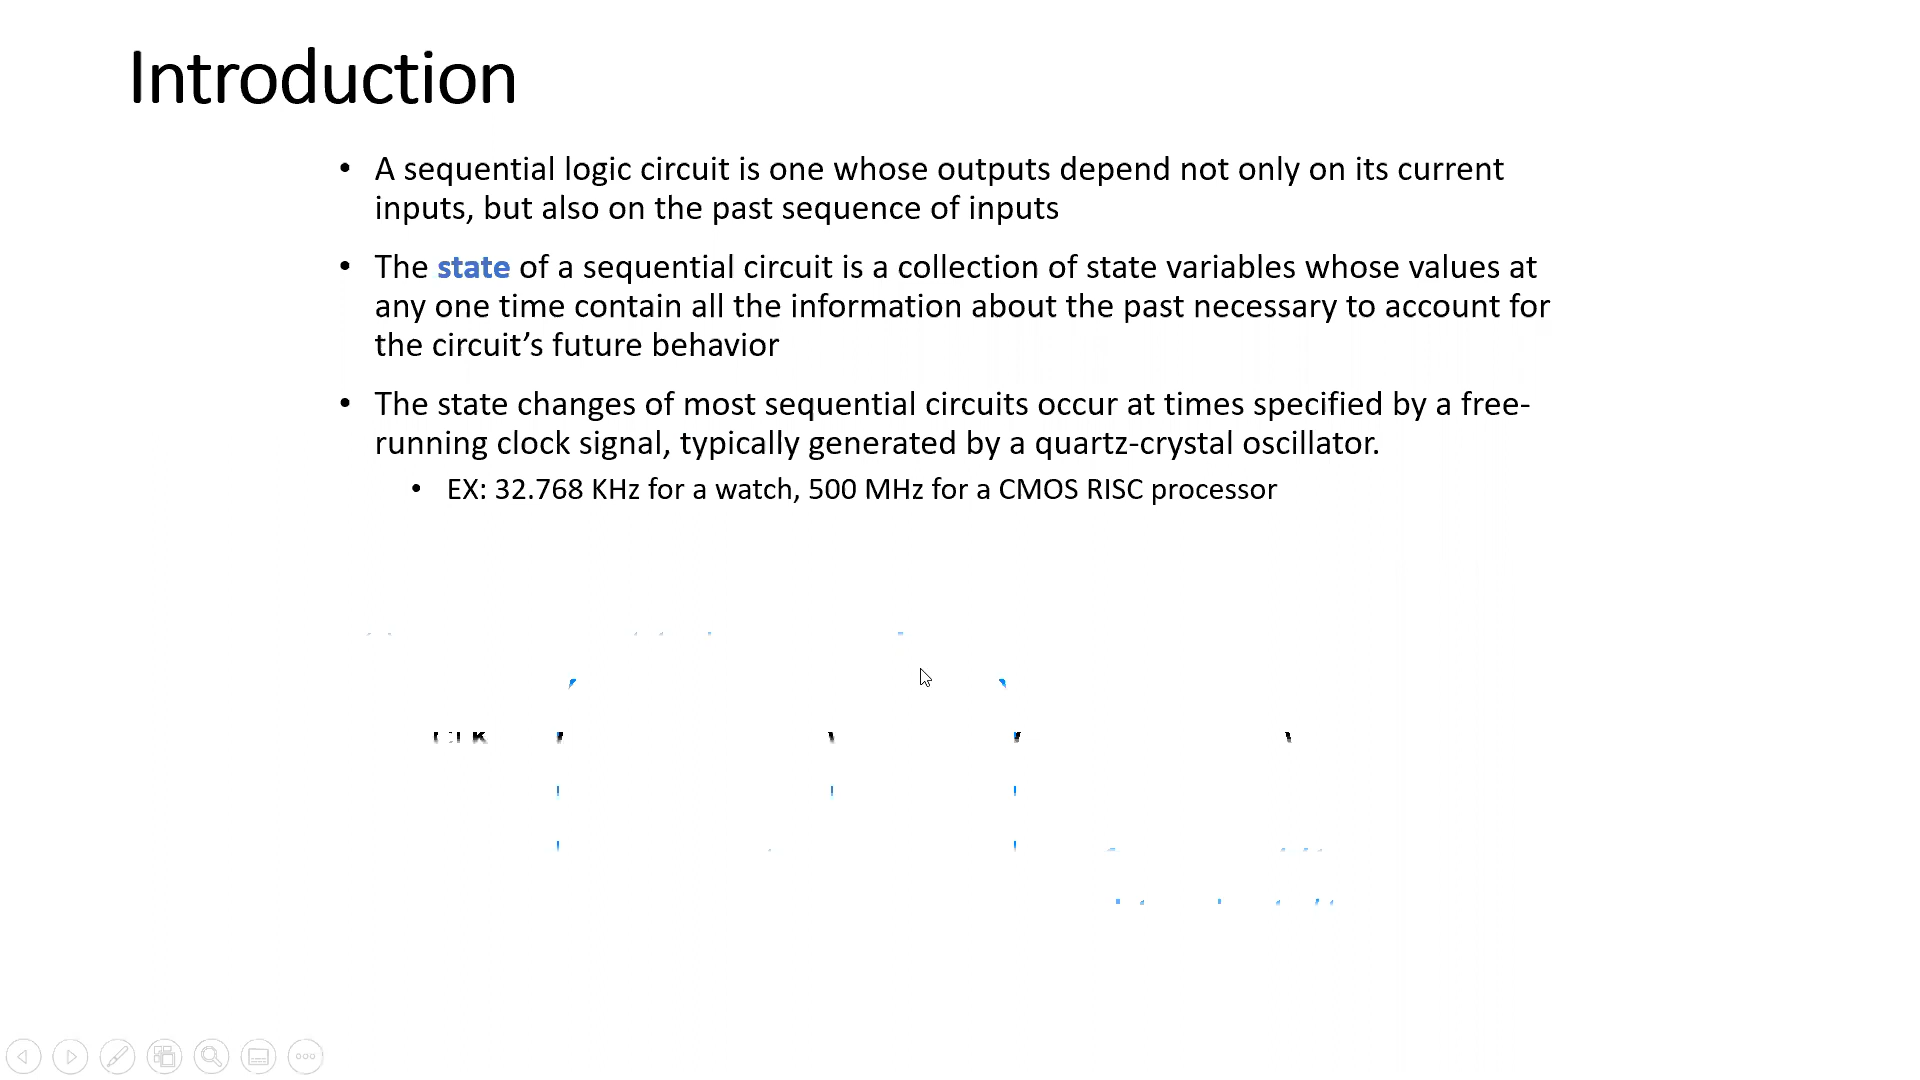 Introduction
• A sequential logic circuit is one whose outputs depend not only on its current
inputs, but also on the past sequence of inputs
• The state of a sequential circuit is a collection of state variables whose values at
any one time contain all the information about the past necessary to account for
the circuit’s future behavior
• The state changes of most sequential circuits occur at times specified by a free-
running clock signal, typically generated by a quartz-crystal oscillator.
• EX: 32.768 KHz for a watch, 500 MHz for a CMOS RISC processor